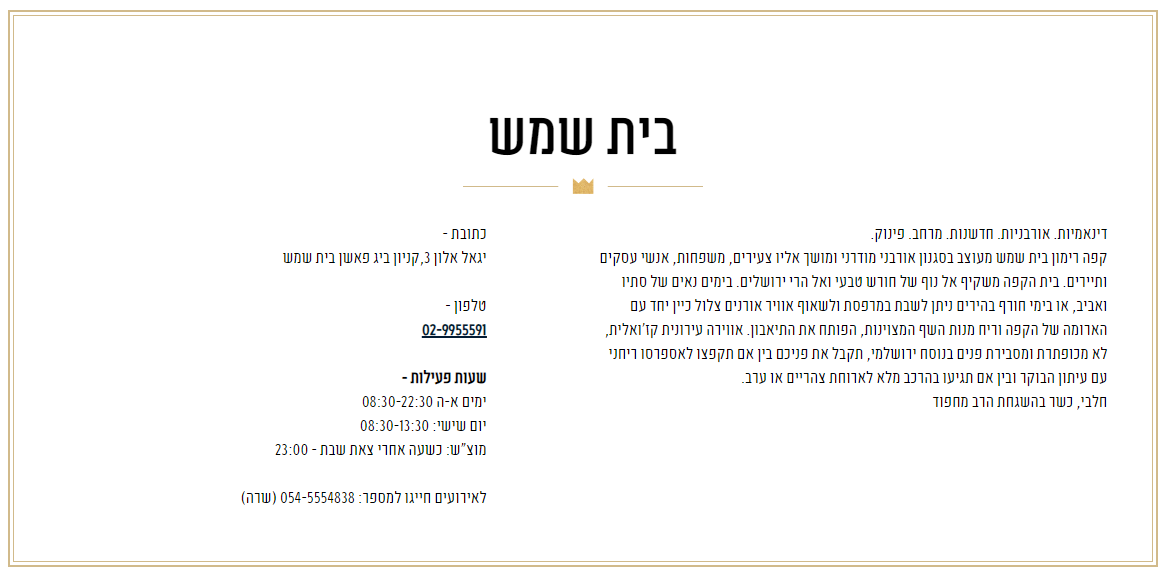 בית שמש
דינאמיות. אורבניות. חדשנות. מרחב. פינוק.
קפה רימון בית שמש מעוצב בסגנון אורבני מודרני ומושך אליו צעירים, משפחות, אנשי עסקים
ותיירים. בית הקפה משקיף אל נוף של חורש טבעי ואל הרי ירושלים. בימים נאים של סתיו
ואביב, או בימי חורף בהירים ניתן לשבת במרפסת ולשאוף אוויר אורנים צלול כיין יחד עם
הארומה של הקפה וריח מנות השף המצוינות, הפותח את התיאבון. אווירה עירונית קז'ואלית,
לא מכופתרת ומסבירת פנים בנוסח ירושלמי, תקבל את פניכם בין אם תקפצו לאספרסו ריחני
עם עיתון הבוקר ובין אם תגיעו בהרכב מלא לארוחת צהריים או ערב.
חלבי, כשר בהשגחת הרב מחפוד
כתובת -
יגאל אלון 3,קניון ביג פאשן בית שמש
טלפון -
02-9955591
שעות פעילות -
ימים א-ה 08:30-22:30
יום שישי: 08:30-13:30
מוצ"ש: כשעה אחרי צאת שבת - 23:00
לאירועים חייגו למספר: 054-5554838 (שרה)